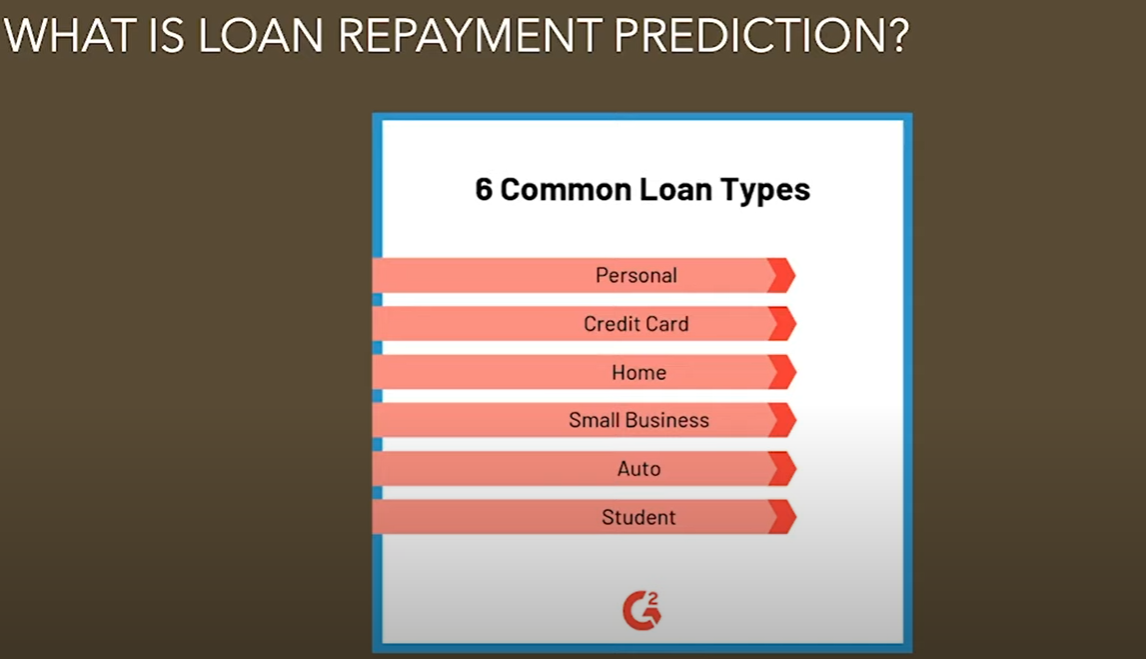 WHAT IS LOAN REPAYMENT PREDICTION?
6 Common Loan Types
Personal
Credit Card
Home
Small Business
Auto
Student
G2